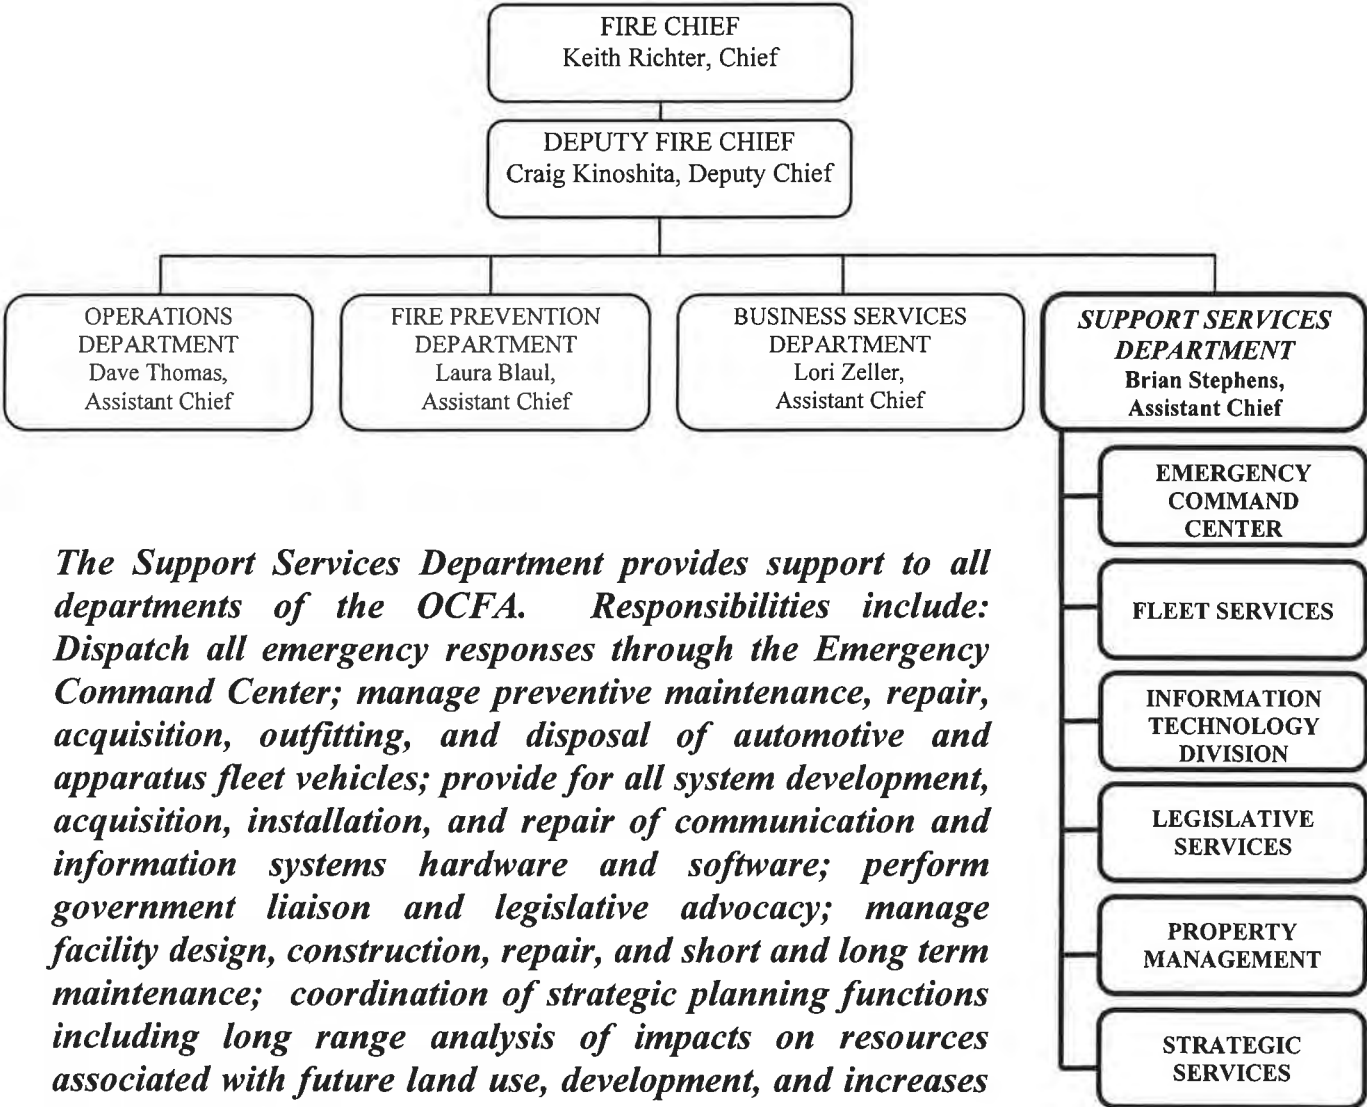 FIRE CHIEF
Keith Richter, Chief
DEPUTY FIRE CHIEF
Craig Kinoshita, Deputy Chief
OPERATIONS
DEPARTMENT
Dave Thomas,
Assistant Chief
FIRE PREVENTION
DEPARTMENT
Laura Blaul,
Assistant Chief
BUSINESS SERVICES
DEPARTMENT
Lori Zeller,
Assistant Chief
SUPPORT SERVICES
DEPARTMENT
Brian Stephens,
Assistant Chief
EMERGENCY
COMMAND
CENTER
FLEET SERVICES
INFORMATION
TECHNOLOGY
DIVISION
LEGISLATIVE
SERVICES
PROPERTY
MANAGEMENT
STRATEGIC
SERVICES
The Support Services Department provides support to all
departments of the OCFA. Responsibilities include:
Dispatch all emergency responses through the Emergency
Command Center; manage preventive maintenance, repair,
acquisition, outfitting, and disposal of automotive and
apparatus fleet vehicles; provide for all system development,
acquisition, installation, and repair of communication and
information systems hardware and software; perform
government liaison and legislative advocacy; manage
facility design, construction, repair, and short and long term
maintenance; coordination of strategic planning functions
including long range analysis of impacts on resources
associated with future land use, development, and increases